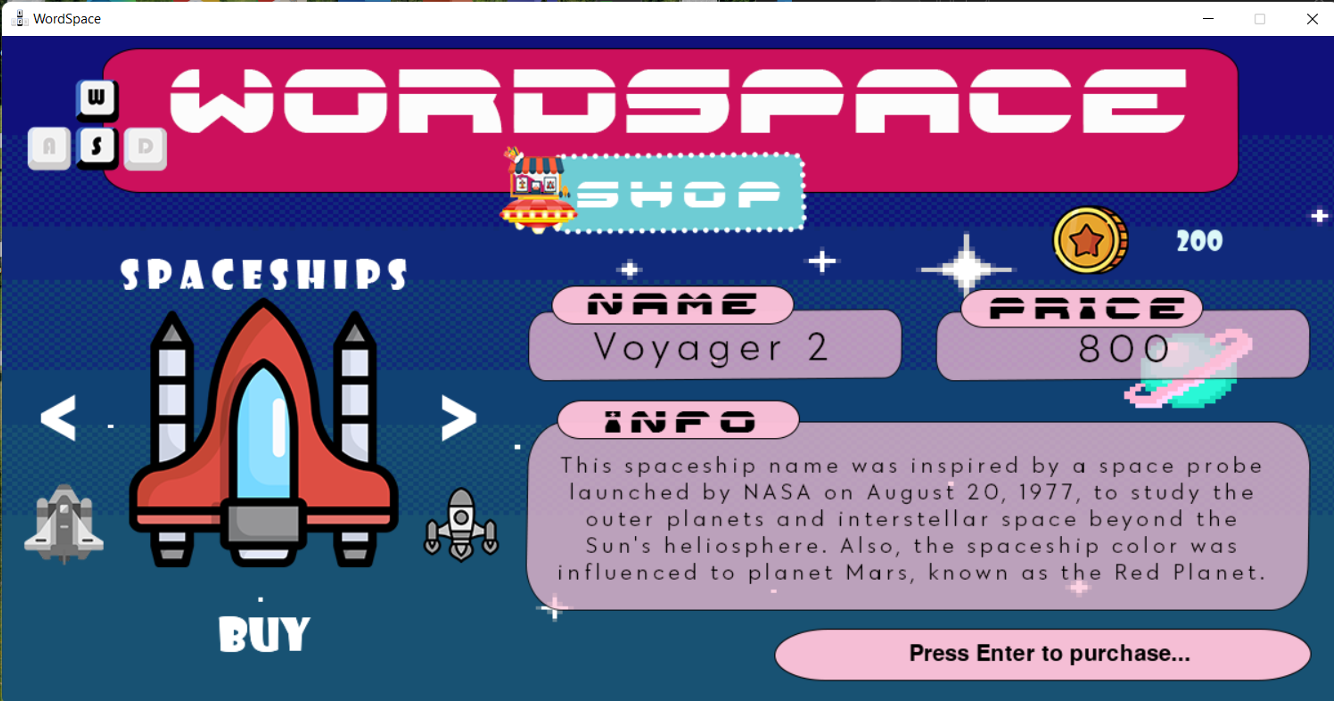 WordSpace
WORDSPACE
W
A S D
SHOP
200
SPACESHIPS
NAME
Voyager 2
PRICE
800
<
>
INFO
This spaceship name was inspired by a space probe
launched by NASA on August 20, 1977, to study the
outer planets and interstellar space beyond the
Sun's heliosphere. Also, the spaceship color was
influenced to planet Mars, known as the Red Planet.
BUY
Press Enter to purchase...